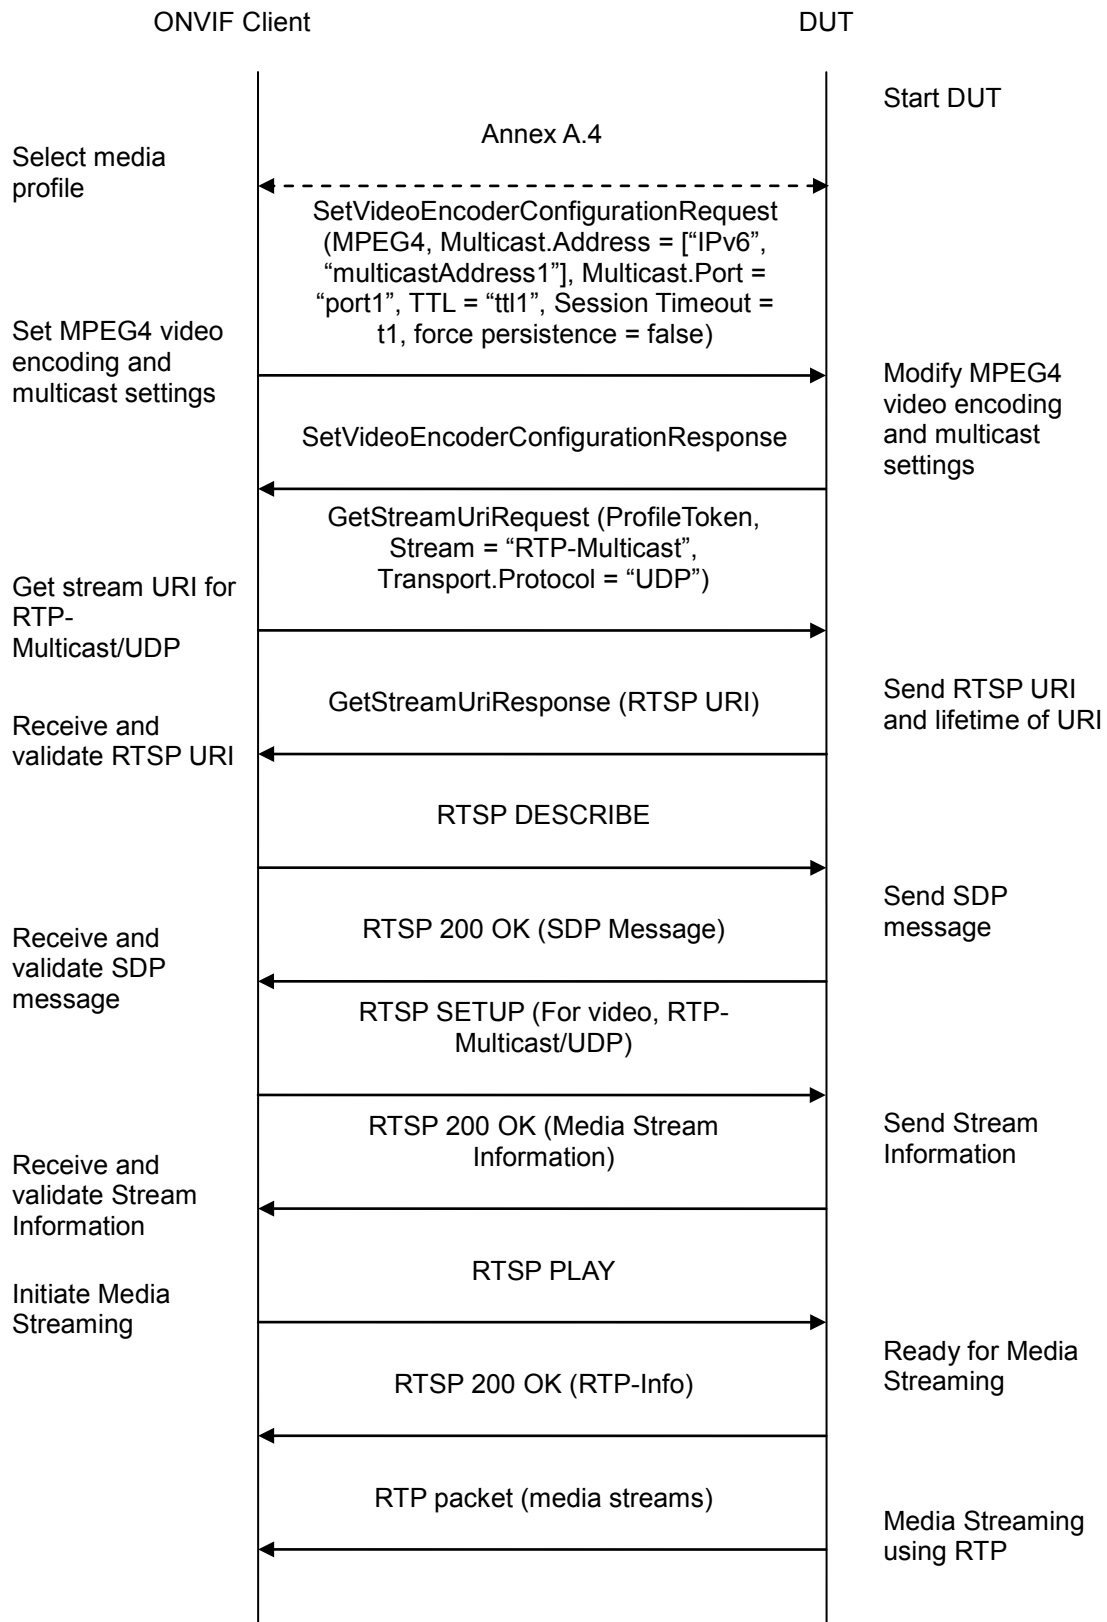 ONVIF Client
DUT
Start DUT
Annex A.4
Select media
profile
SetVideoEncoderConfigurationRequest
(MPEG4, Multicast.Address = [“IPv6”,
“multicastAddress1”], Multicast.Port =
“port1”, TTL = “ttl1”, Session Timeout =
t1, force persistence = false)
Set MPEG4 video
encoding and
multicast settings
Modify MPEG4
video encoding
and multicast
settings
SetVideoEncoderConfigurationResponse
GetStreamUriRequest (ProfileToken,
Stream = “RTP-Multicast”,
Transport.Protocol = “UDP”)
Get stream URI for
RTP-
Multicast/UDP
Send RTSP URI
and lifetime of URI
GetStreamUriResponse (RTSP URI)
Receive and
validate RTSP URI
RTSP DESCRIBE
Send SDP
message
RTSP 200 OK (SDP Message)
Receive and
validate SDP
message
RTSP SETUP (For video, RTP-
Multicast/UDP)
RTSP 200 OK (Media Stream
Information)
Send Stream
Information
Receive and
validate Stream
Information
RTSP PLAY
Initiate Media
Streaming
Ready for Media
Streaming
RTSP 200 OK (RTP-Info)
RTP packet (media streams)
Media Streaming
using RTP